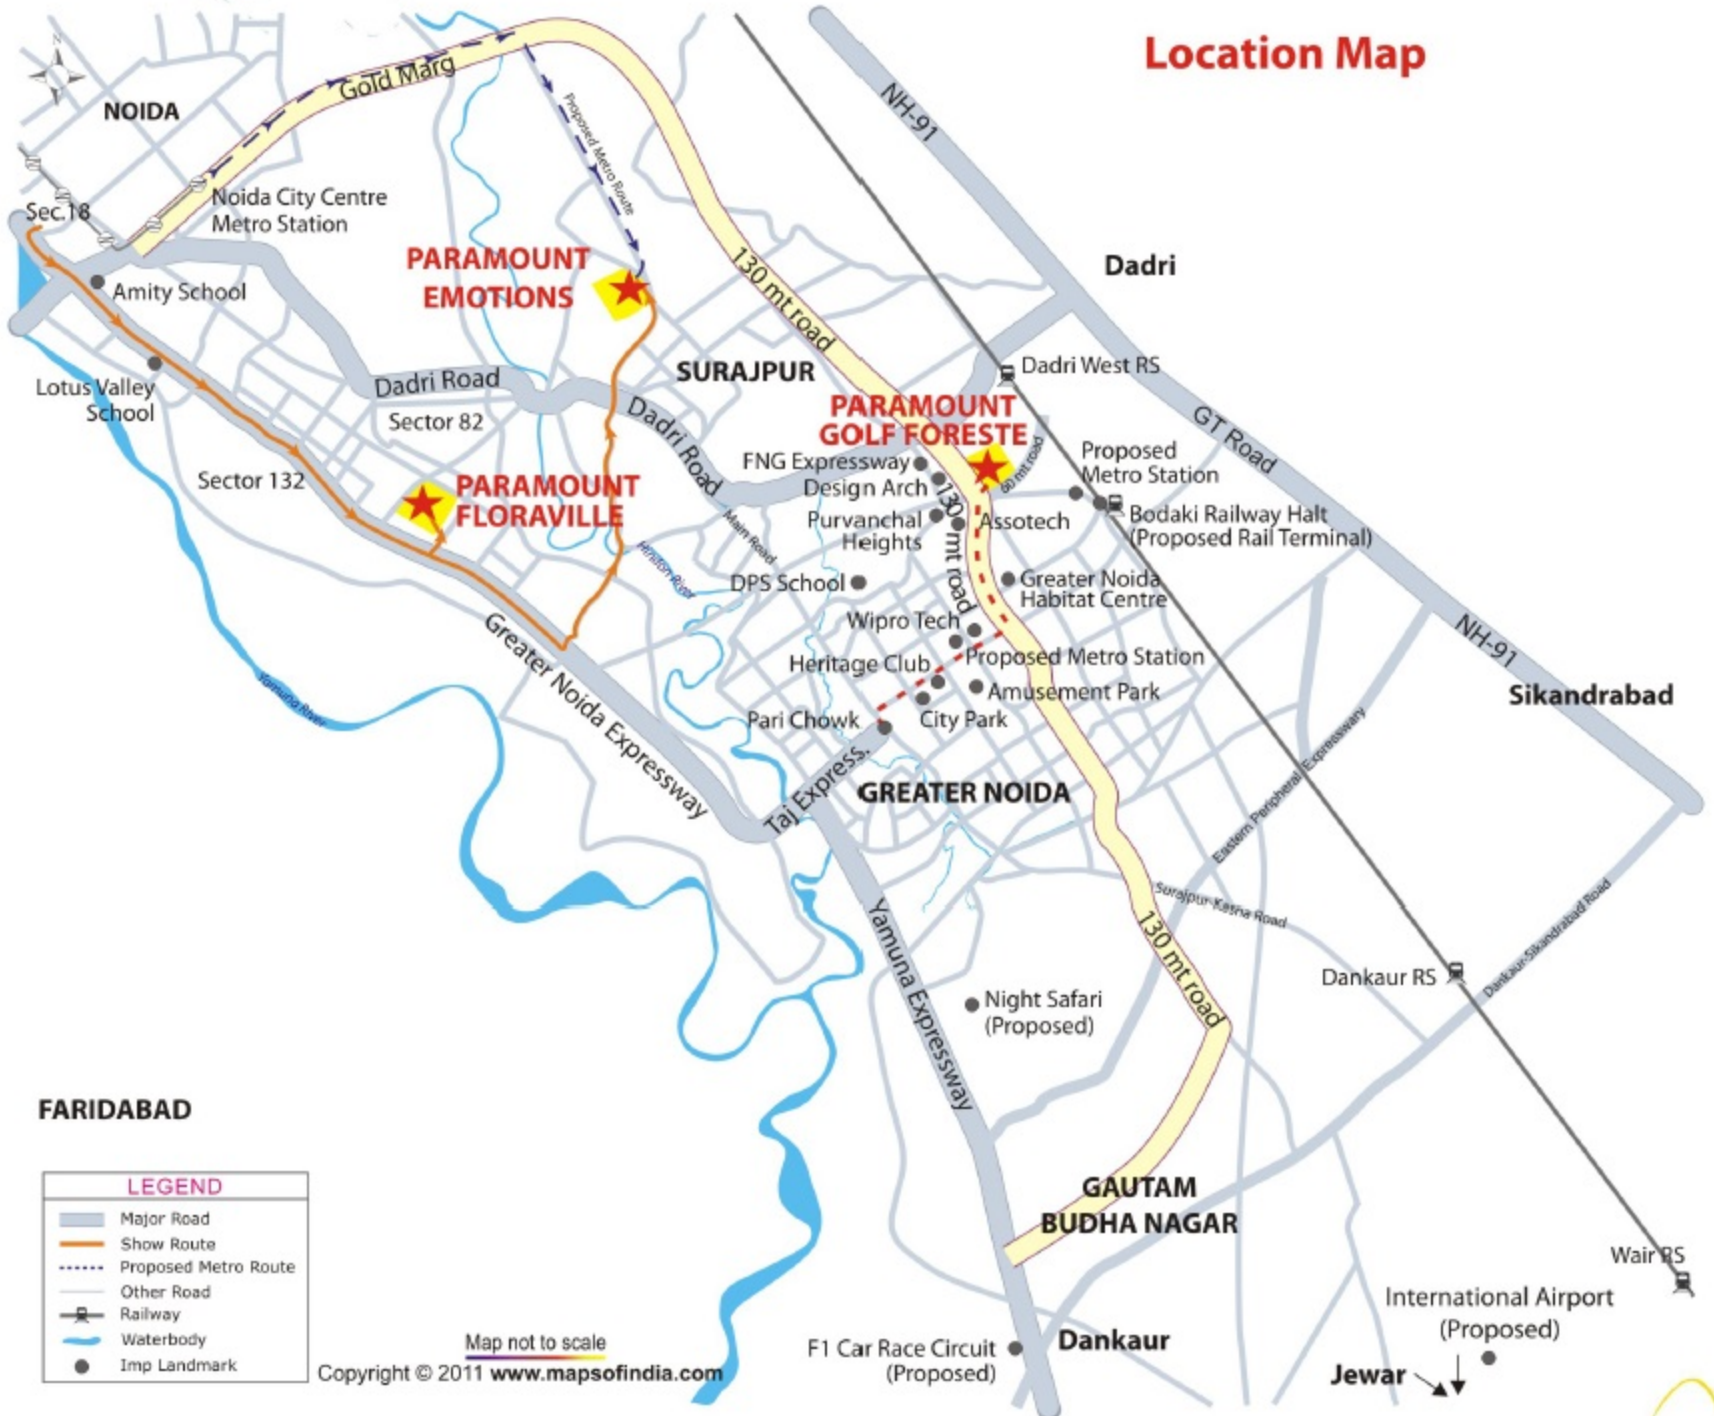 Location Map
N
NOIDA
Gold Marg
Proposed Metro Route
NH-91
Noida City Centre
Metro Station
Sec.18
Amity School
PARAMOUNT
EMOTIONS
130 mt road
Dadri
Lotus Valley
School
Dadri Road
Sector 82
SURAJPUR
Dadri West RS
Dadri Road
PARAMOUNT
GOLF FORESTE
GT Road
60 mt road
Sector 132
PARAMOUNT
FLORAVILLE
FNG Expressway
Design Arch
Proposed
Metro Station
Main Road
Purvanchal
Heights
130 mt road
Assotech
Bodaki Railway Halt
(Proposed Rail Terminal)
Hindon River
DPS School
Greater Noida
Habitat Centre
Wipro Tech
Heritage Club
Proposed Metro Station
NH-91
Amusement Park
Sikandrabad
Pari Chowk
City Park
Yamuna River
Greater Noida Expressway
Taj Express.
GREATER NOIDA
Eastern Peripheral Expressway
Surajpur-Kasna Road
130 mt road
Dankaur-Sikandrabad Road
Yamuna Expressway
Dankaur RS
Night Safari
(Proposed)
FARIDABAD
GAUTAM
BUDHA NAGAR
Wair RS
International Airport
(Proposed)
F1 Car Race Circuit
(Proposed)
Dankaur
Jewar
LEGEND
Major Road
Show Route
Proposed Metro Route
Other Road
Railway
Waterbody
Imp Landmark
Map not to scale
Copyright © 2011 www.mapsofindia.com